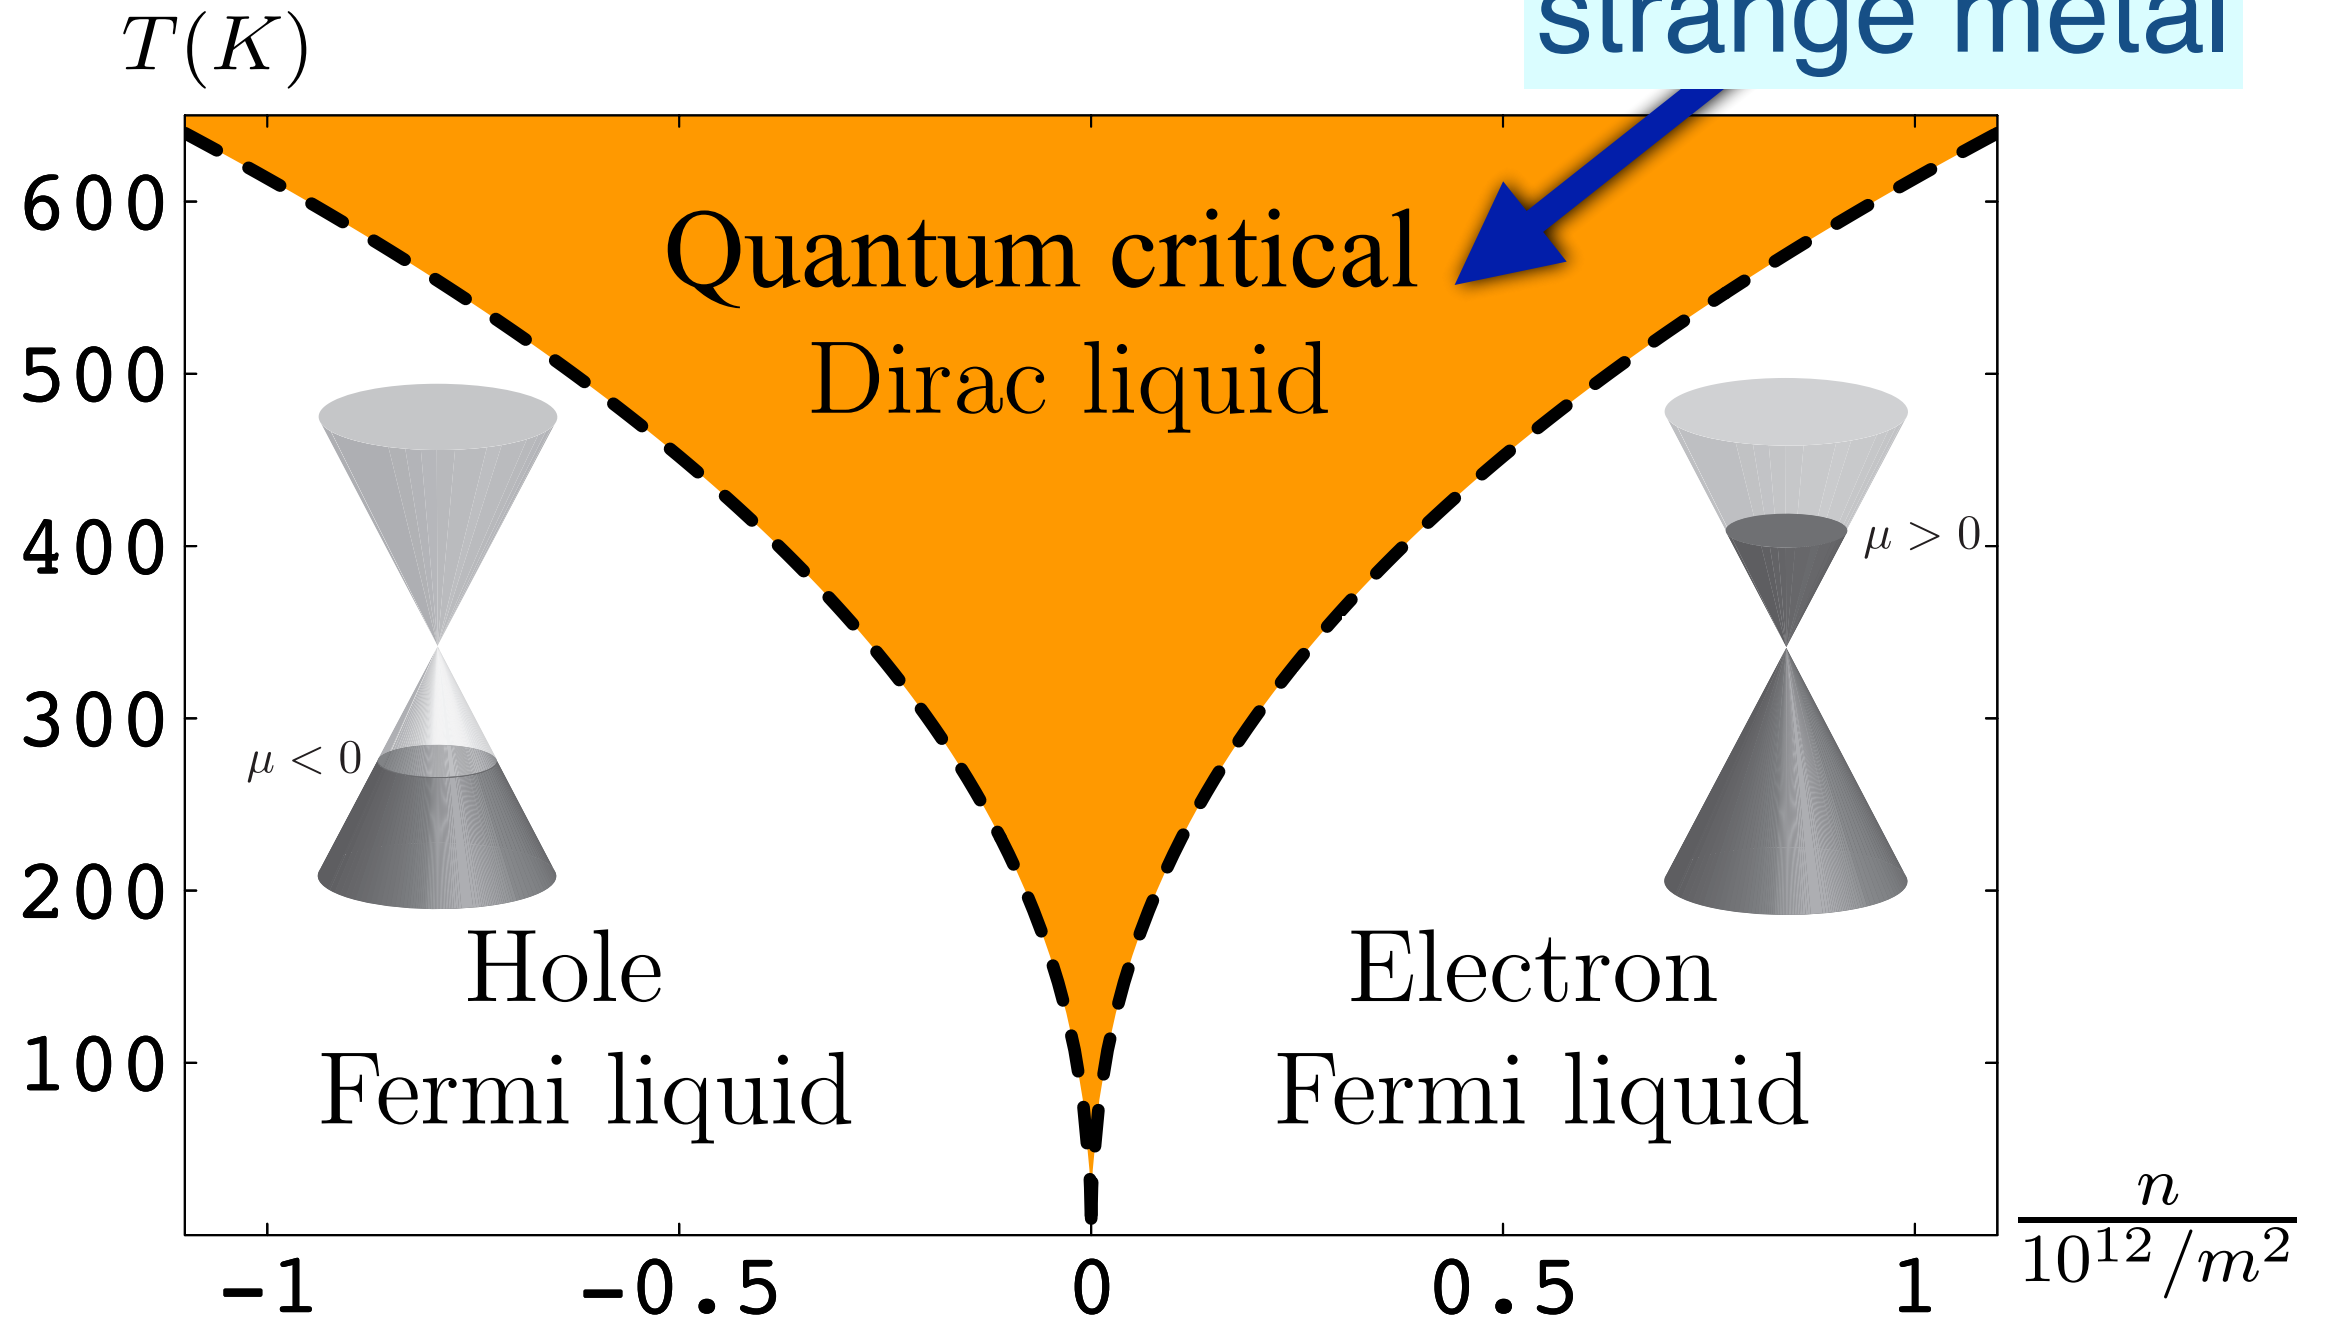 strange metal
T(K)
600
500
400
300
200
100
Quantum critical
Dirac liquid
μ < 0
μ > 0
Hole
Fermi liquid
Electron
Fermi liquid
−1
−0.5
0
0.5
1
n
10¹²/m²